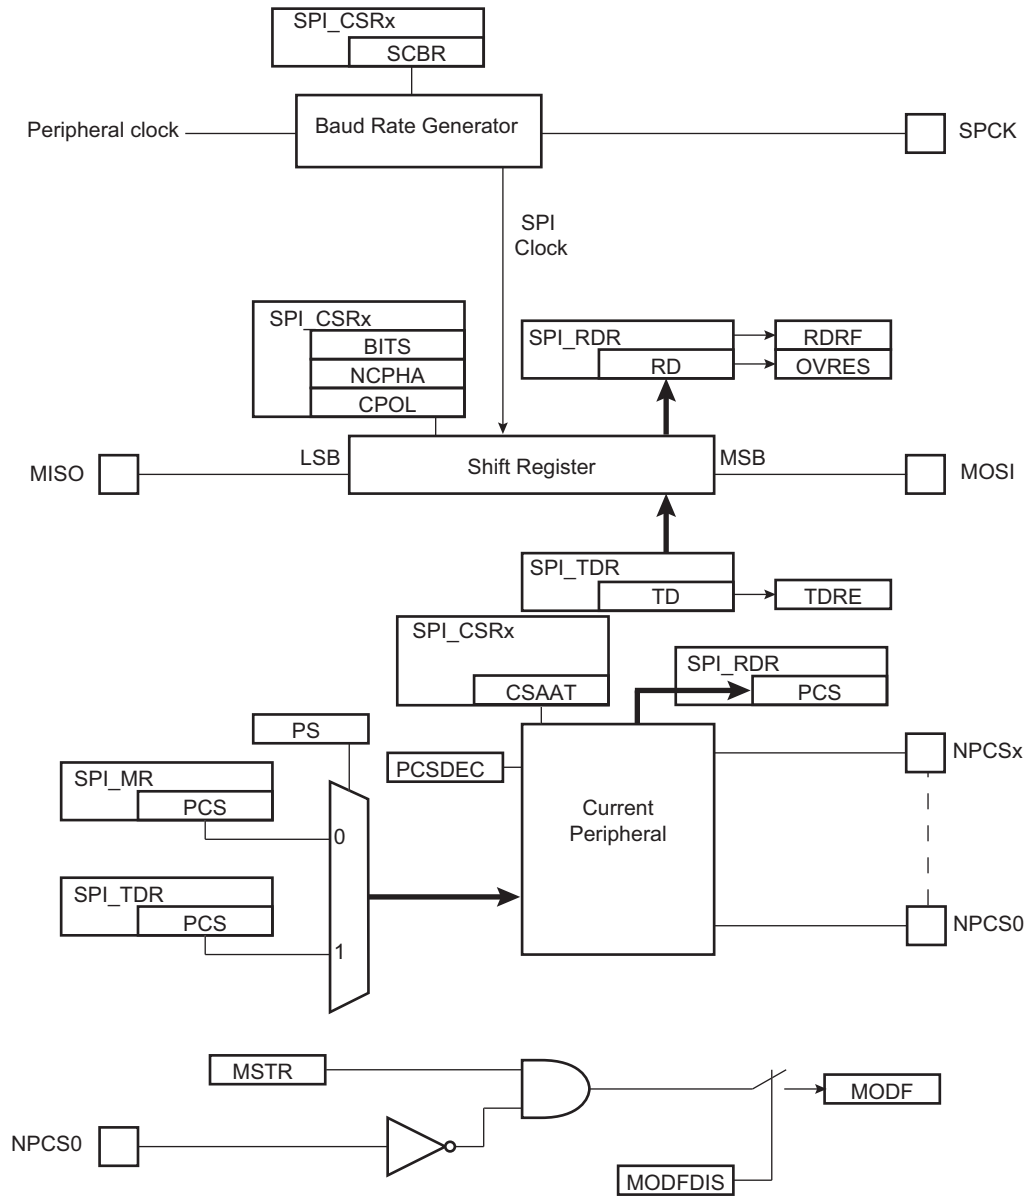 SPI_CSRx
SCBR
Peripheral clock
Baud Rate Generator
SPCK
SPI
Clock
SPI_CSRx
BITS
NCPHA
CPOL
SPI_RDR
RD
RDRF
OVRES
MISO
LSB
Shift Register
MSB
MOSI
SPI_TDR
TD
TDRE
SPI_CSRx
CSAAT
SPI_RDR
PCS
PS
PCSDEC
NPCSx
SPI_MR
PCS
0
Current
Peripheral
SPI_TDR
PCS
1
NPCS0
MSTR
MODF
NPCS0
MODFDIS